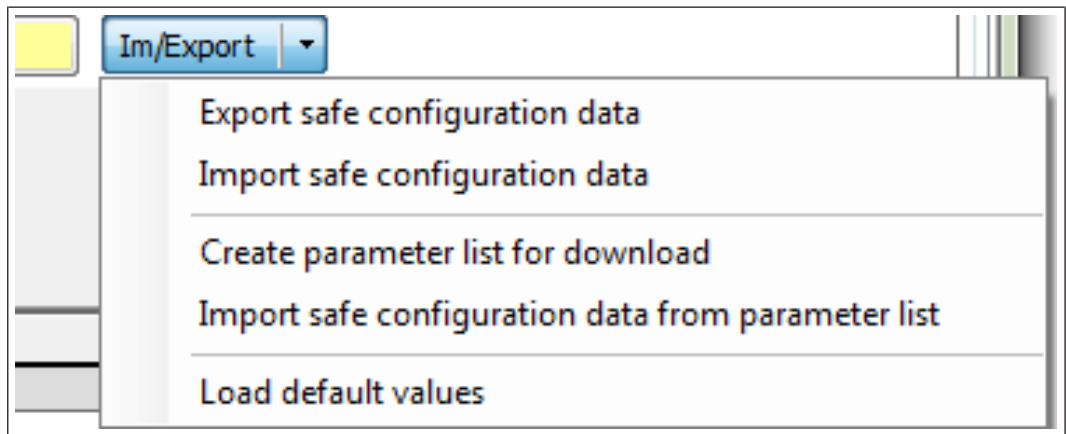 Im/Export
Export safe configuration data
Import safe configuration data
Create parameter list for download
Import safe configuration data from parameter list
Load default values